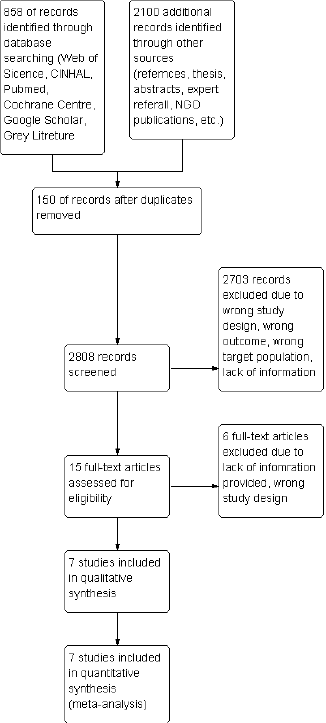 858 of records
identified through
database
searching (Web of
Sicence, CINHAL,
Pubmed,
Cochrane Centre,
Google Scholar,
Grey Litreture
2100 additional
records identified
through other
sources
(refernces, thesis,
abstracts, expert
referall, NGO
publications, etc.)
150 of records after duplicates
removed
2808 records
screened
2703 records
excluded due to
wrong study
design, wrong
outcome, wrong
target population,
lack of information
15 full-text articles
assessed for
eligibility
6 full-text articles
excluded due to
lack of infomration
provided, wrong
study design
7 studies included
in qualitative
synthesis
7 studies included
in quantitative
synthesis
(meta-analysis)